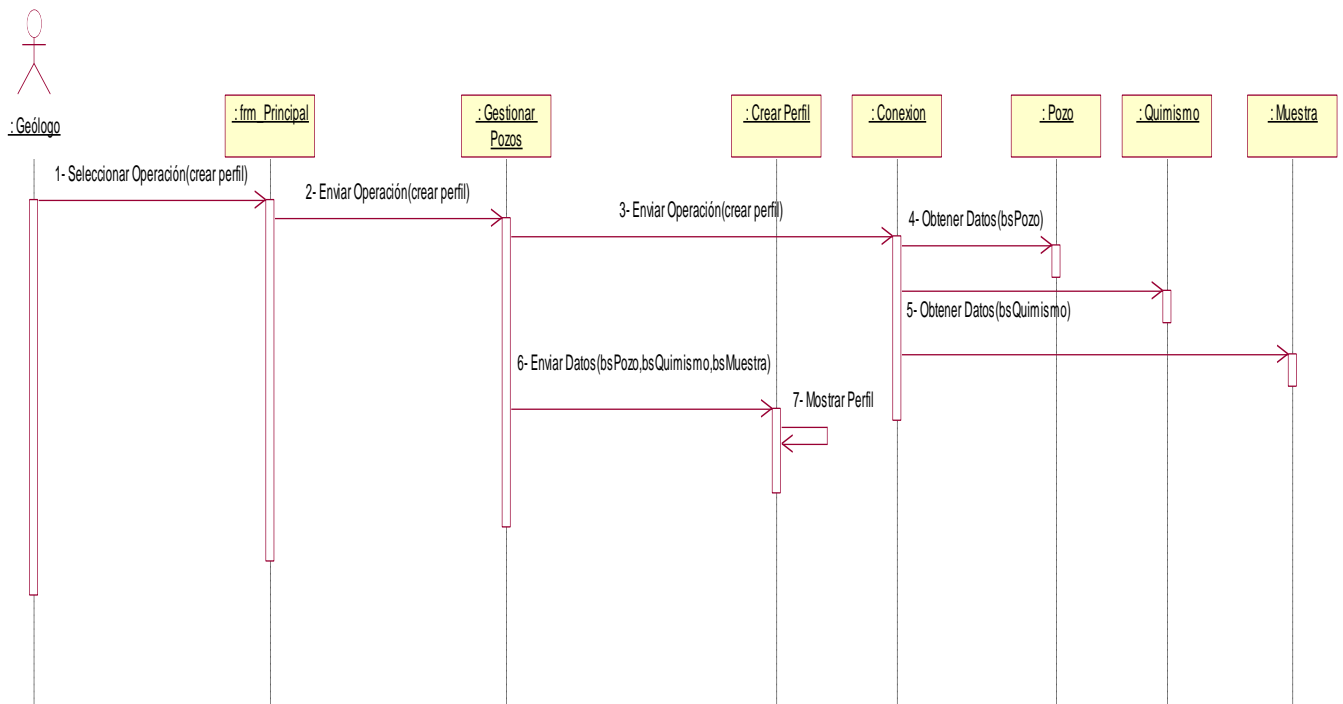 : Geólogo
: frm_Principal
: Gestionar
Pozos
: Crear Perfil
: Conexion
: Pozo
: Quimismo
: Muestra
1- Seleccionar Operación(crear perfil)
2- Enviar Operación(crear perfil)
3- Enviar Operación(crear perfil)
4- Obtener Datos(bsPozo)
5- Obtener Datos(bsQuimismo)
6- Enviar Datos(bsPozo,bsQuimismo,bsMuestra)
7- Mostrar Perfil